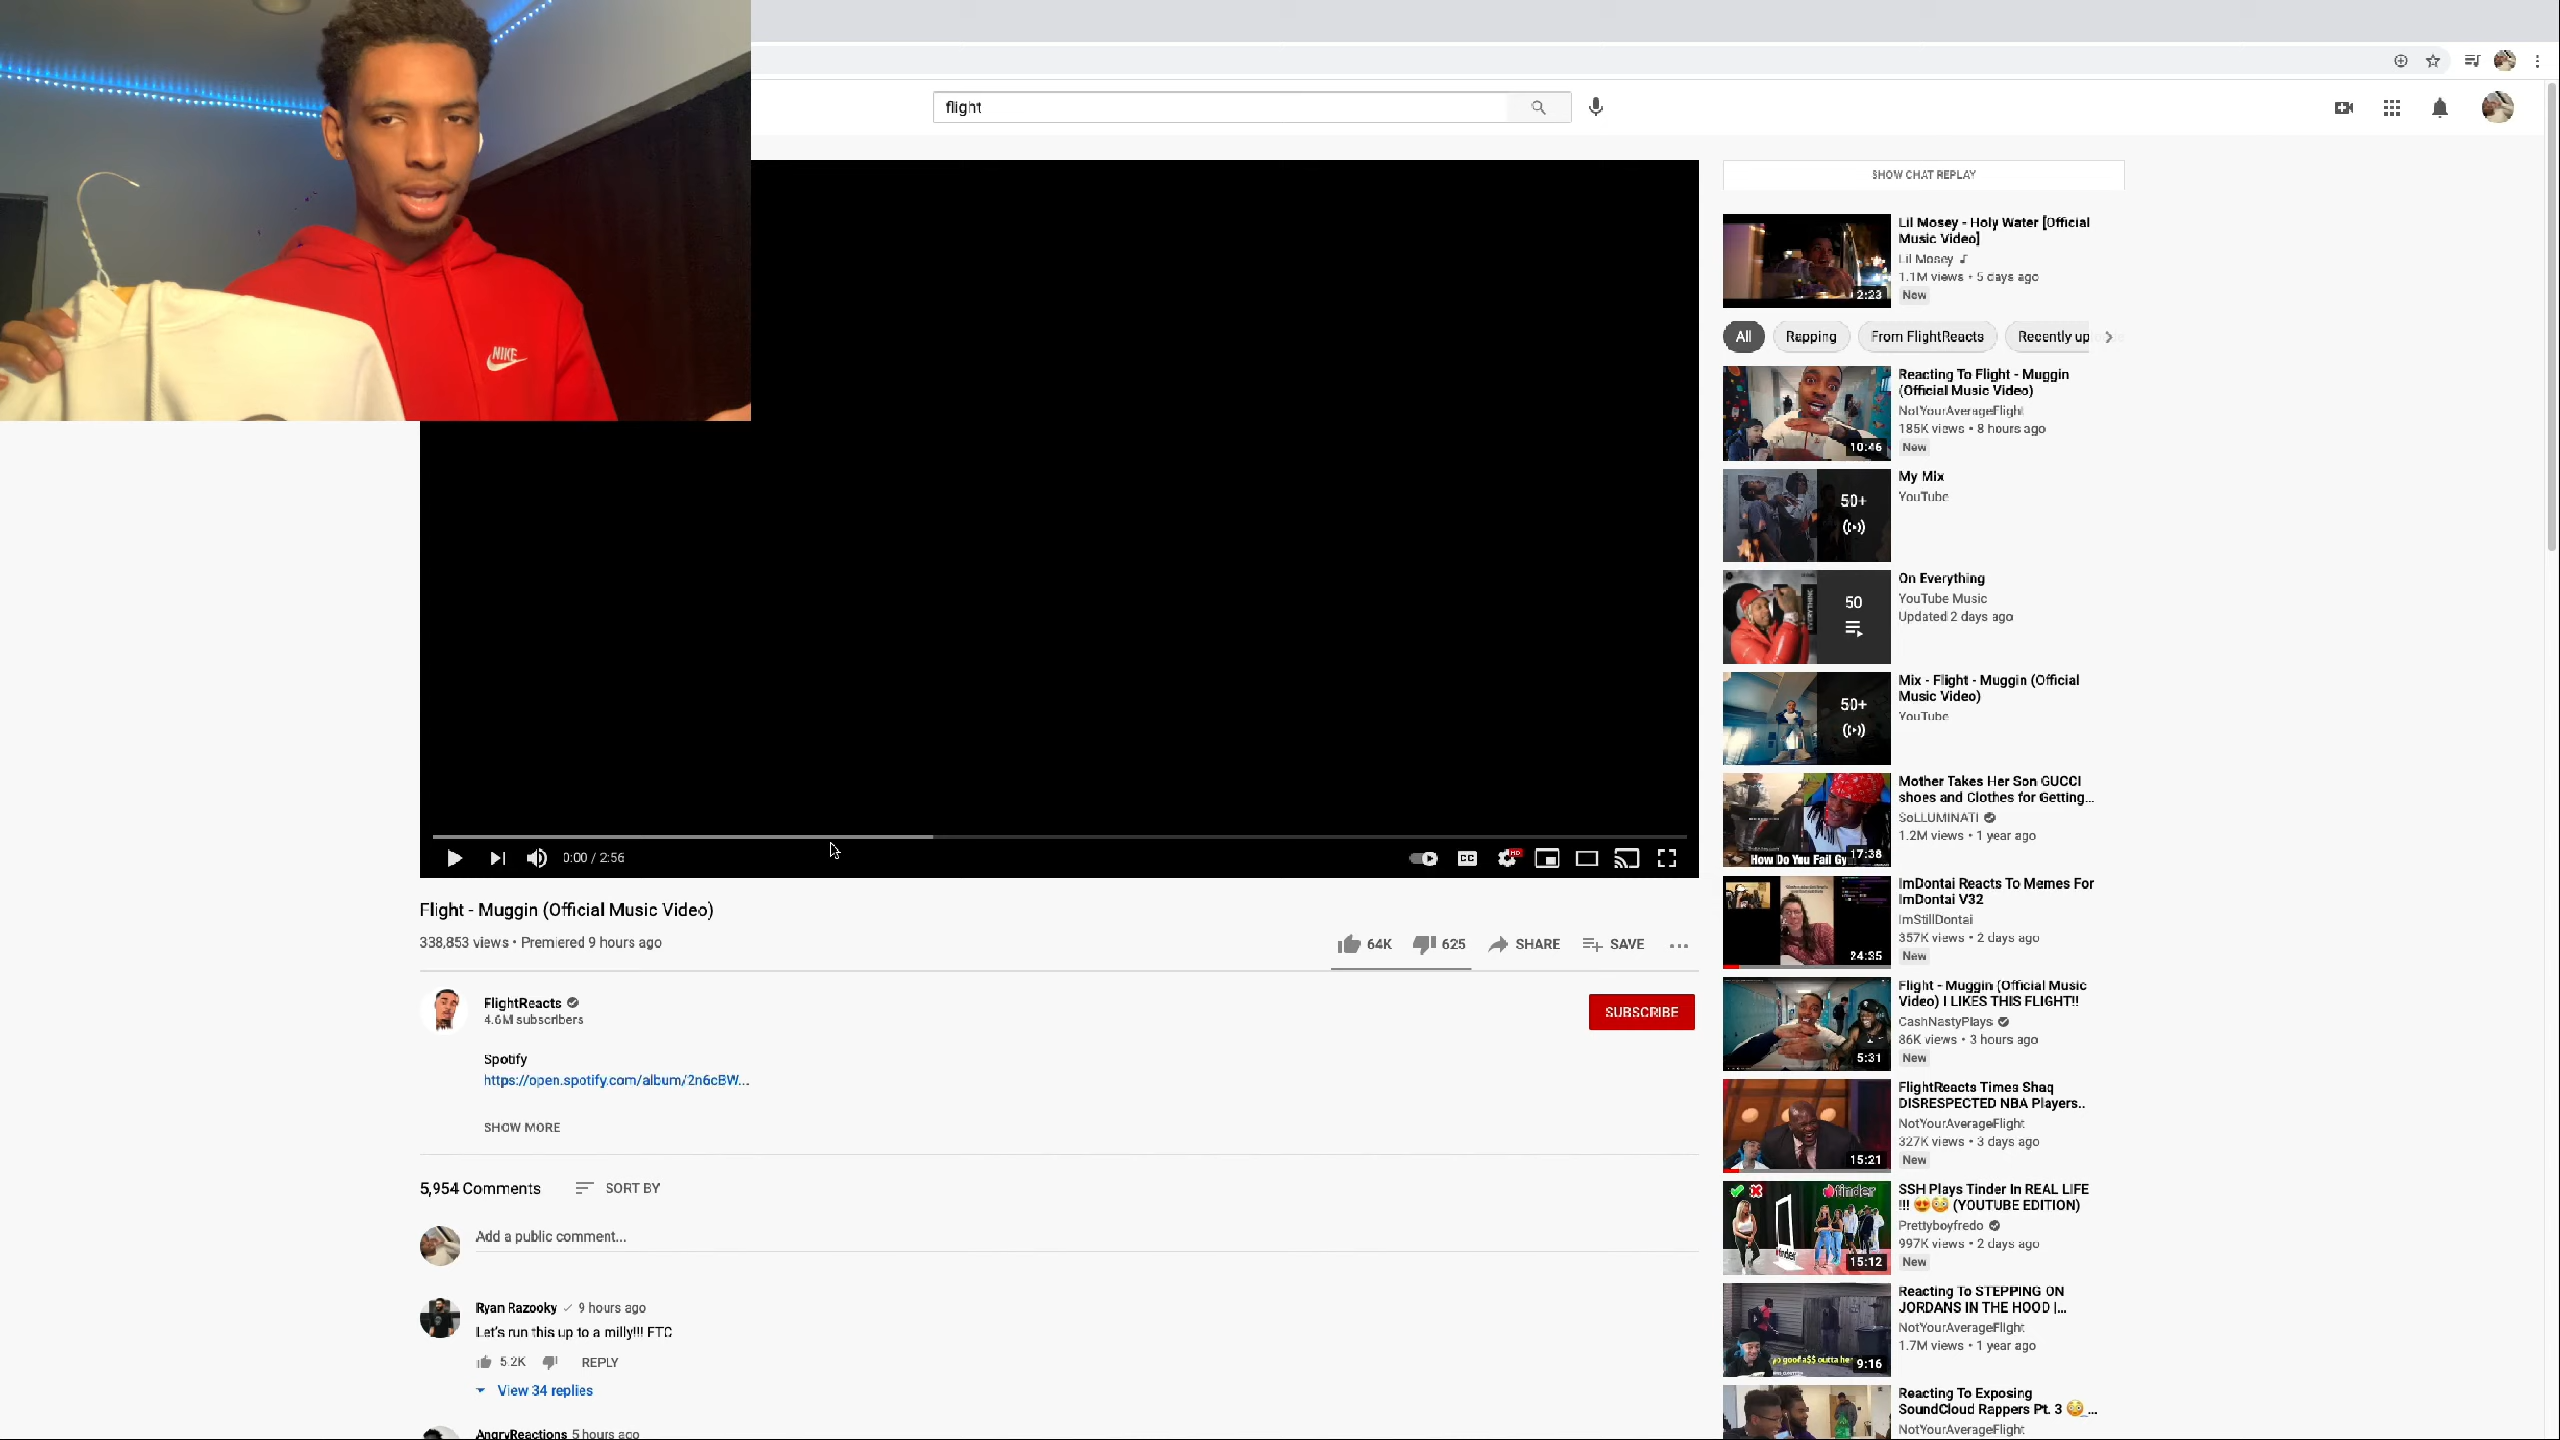 flight
NIKE
SHOW CHAT REPLAY
Lil Mosey - Holy Water [Official
Music Video]
Lil Mosey
1.1M views • 5 days ago
New
2:23
All
Rapping
From FlightReacts
Recently up
Reacting To Flight - Muggin
(Official Music Video)
NotYourAverageFlight
185K views • 8 hours ago
New
10:46
My Mix
YouTube
50+
On Everything
YouTube Music
Updated 2 days ago
50
EVERYTHING
Mix - Flight - Muggin (Official
Music Video)
YouTube
50+
Mother Takes Her Son GUCCI
shoes and Clothes for Getting...
SoLLUMINATI
1.2M views • 1 year ago
How Do You Fail Gy
17:38
ImDontai Reacts To Memes For
ImDontai V32
ImStillDontai
357K views • 2 days ago
New
24:35
Flight - Muggin (Official Music
Video) I LIKES THIS FLIGHT!!
CashNastyPlays
86K views • 3 hours ago
New
5:31
FlightReacts Times Shaq
DISRESPECTED NBA Players..
NotYourAverageFlight
327K views • 3 days ago
New
15:21
SSH Plays Tinder In REAL LIFE
!!! 😍😳 (YOUTUBE EDITION)
Prettyboyfredo
997K views • 2 days ago
New
tinder
15:12
Reacting To STEPPING ON
JORDANS IN THE HOOD |...
NotYourAverageFlight
1.7M views • 1 year ago
outta her
9:16
Reacting To Exposing
SoundCloud Rappers Pt. 3 😳...
NotYourAverageFlight
0:00 / 2:56
CC
HD
Flight - Muggin (Official Music Video)
338,853 views • Premiered 9 hours ago
64K
625
SHARE
SAVE
FlightReacts
4.6M subscribers
SUBSCRIBE
Spotify
https://open.spotify.com/album/2n6cBW...
SHOW MORE
5,954 Comments
SORT BY
Add a public comment...
Ryan Razooky ✓ 9 hours ago
Let's run this up to a milly!!! FTC
5.2K
REPLY
View 34 replies
AngryReactions 5 hours ago